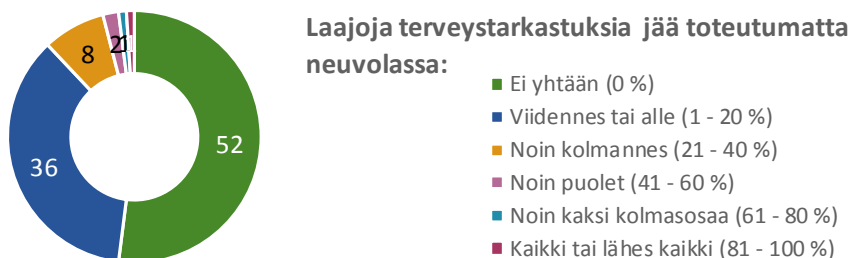 Laajoja terveystarkastuksia jää toteutumatta
neuvolassa:
Ei yhtään (0 %)
Viidennes tai alle (1 - 20 %)
Noin kolmannes (21 - 40 %)
Noin puolet (41 - 60 %)
Noin kaksi kolmasosaa (61 - 80 %)
Kaikki tai lähes kaikki (81 - 100 %)
52
36
8
2
1
1